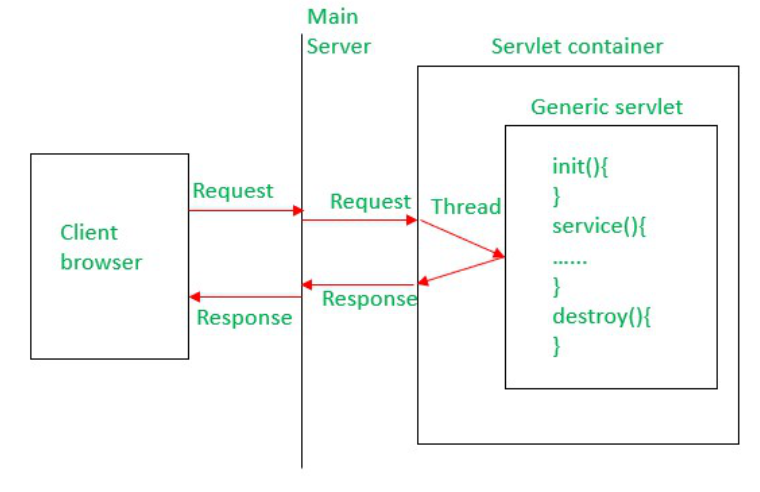 Main
Server
Servlet container
Generic servlet
init(){
}
service(){
......
}
destroy(){
}
Request
Request
Thread
Client
browser
Response
Response